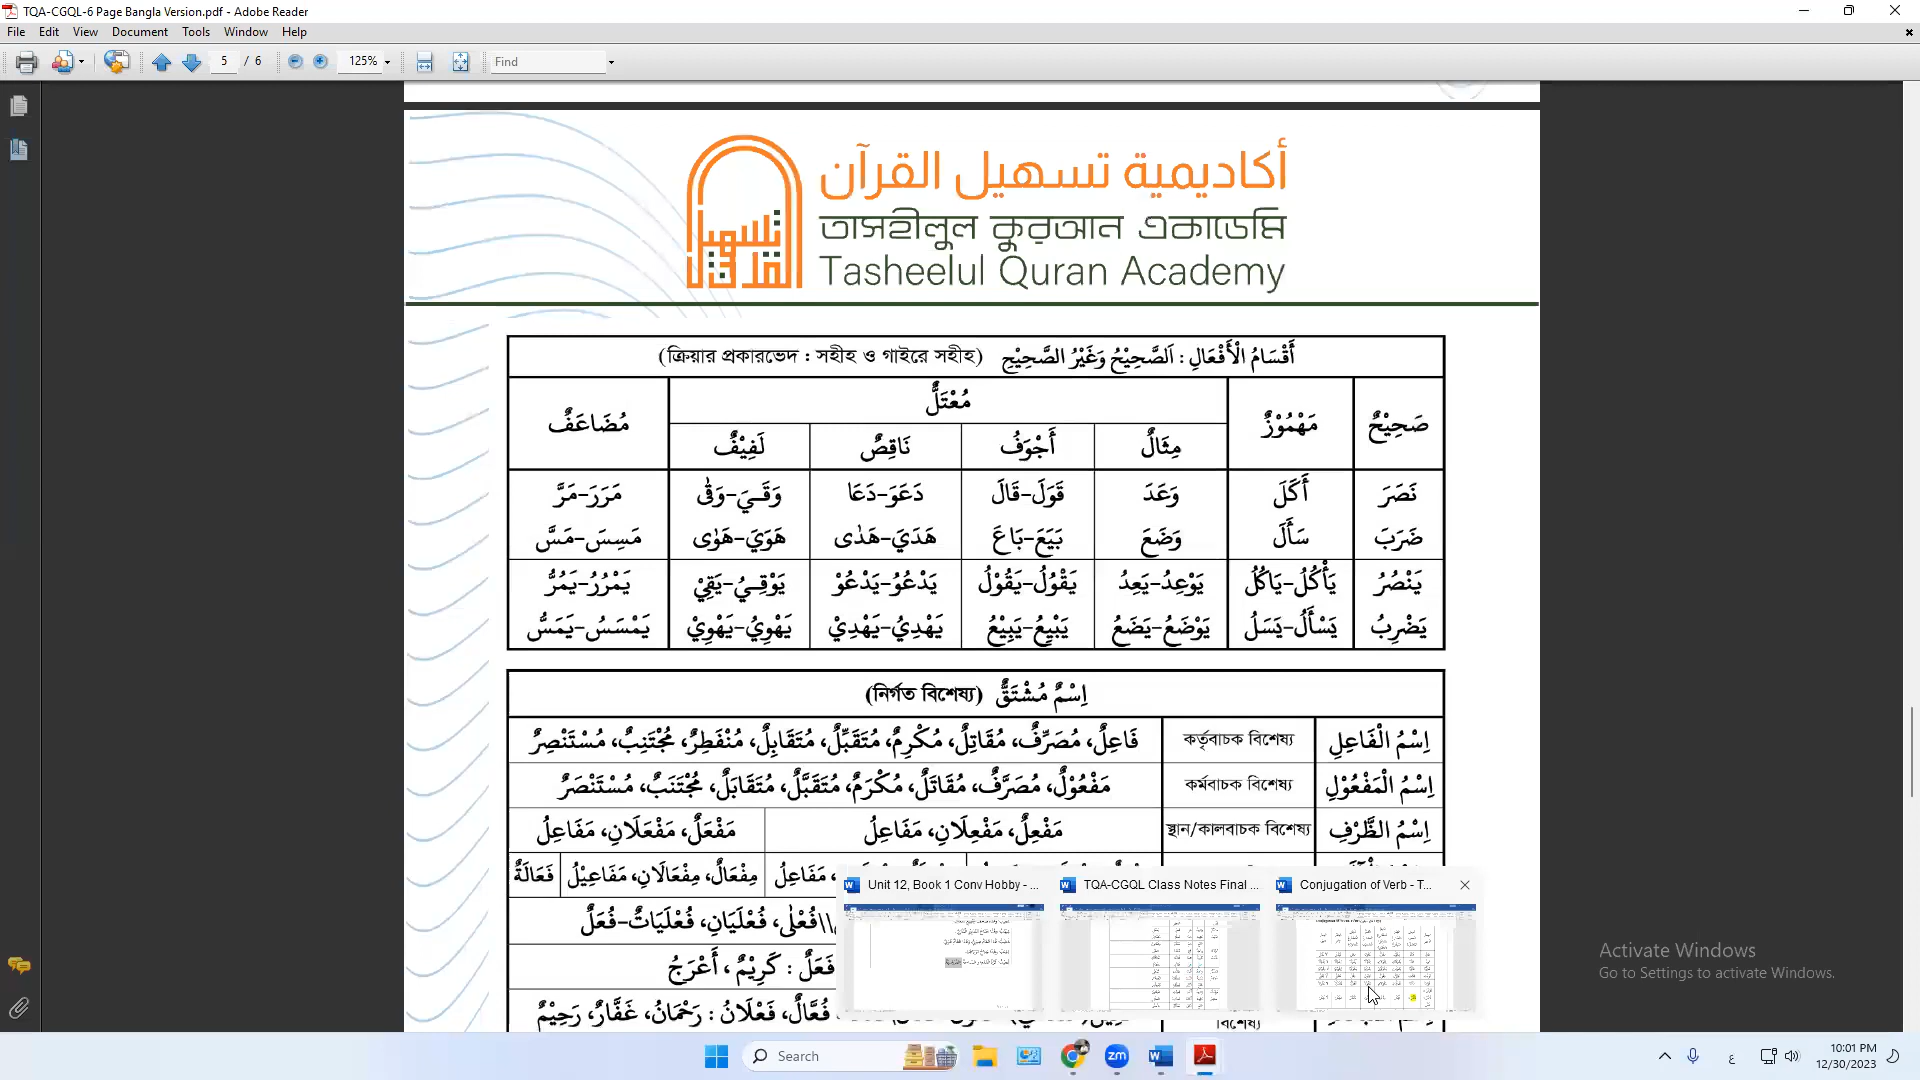 TQA-CGQL-6 Page Bangla Version.pdf - Adobe Reader
File Edit View Document Tools Window Help
5 / 6 125% Find
أكاديمية تسهيل القرآن
তাসহীলুল কুরআন একাডেমি
Tasheelul Quran Academy
أَقْسَامُ الْأَفْعَالِ : اَلصَّحِيْحُ وَغَيْرُ الصَّحِيْحِ (ক্রিয়ার প্রকারভেদ : সহীহ ও গাইরে সহীহ)
صَحِيْحٌ مَهْمُوْزٌ مُعْتَلٌّ مُضَاعَفٌ
مِثَالٌ أَجْوَفُ نَاقِصٌ لَفِيْفٌ
نَصَرَ أَكَلَ وَعَدَ قَوَلَ-قَالَ دَعَوَ-دَعَا وَقَـيَ-وَقٰى مَرَرَ-مَرَّ
ضَرَبَ سَأَلَ وَضَعَ بَيَعَ-بَاعَ هَدَيَ-هَدٰى هَوَيَ-هَوٰى مَسِسَ-مَسَّ
يَنْصُرُ يَأْكُلُ-يَاكُلُ يَوْعِدُ-يَعِدُ يَقْوُلُ-يَقُوْلُ يَدْعُوُ-يَدْعُوْ يَوْقِـيُ-يَقِيْ يَمْرُرُ-يَمُرُّ
يَضْرِبُ يَسْأَلُ-يَسَلُ يَوْضَعُ-يَضَعُ يَبْيِعُ-يَبِيْعُ يَهْدِيُ-يَهْدِيْ يَهْوِيُ-يَهْوِيْ يَمْسَسُ-يَمَسُّ
اِسْمٌ مُشْتَقٌّ (নির্গত বিশেষ্য)
اِسْمُ الْفَاعِلِ কর্তৃবাচক বিশেষ্য فَاعِلٌ، مُصَرِّفٌ، مُقَاتِلٌ، مُكْرِمٌ، مُتَقَبِّلٌ، مُتَقَابِلٌ، مُنْفَطِرٌ، مُجْتَنِبٌ، مُسْتَنْصِرٌ
اِسْمُ الْمَفْعُوْلِ কর্মবাচক বিশেষ্য مَفْعُوْلٌ، مُصَرَّفٌ، مُقَاتَلٌ، مُكْرَمٌ، مُتَقَبَّلٌ، مُتَقَابَلٌ، مُجْتَنَبٌ، مُسْتَنْصَرٌ
اِسْمُ الظَّرْفِ স্থান/কালবাচক বিশেষ্য مَفْعِلٌ، مَفْعِلَانِ، مَفَاعِلُ مَفْعَلٌ، مَفْعَلَانِ، مَفَاعِلُ
مَفَاعِلُ مِفْعَالٌ، مِفْعَالَانِ، مَفَاعِيْلُ فَعَالَةٌ
\\فُعْلٰى، فُعْلَيَانِ، فُعْلَيَاتٌ-فُعَلٌ
فَعَلٌ : كَرِيْمٌ ، أَعْرَجُ
فُعَّالٌ، فَعْلَانُ : رَحْمَانُ، غَفَّارٌ، رَحِيْمٌ
বিশেষ্য
Unit 12, Book 1 Conv Hobby - ...
TQA-CGQL Class Notes Final ...
Conjugation of Verb - T...
Activate Windows
Go to Settings to activate Windows.
Search
zm
ع
10:01 PM
12/30/2023